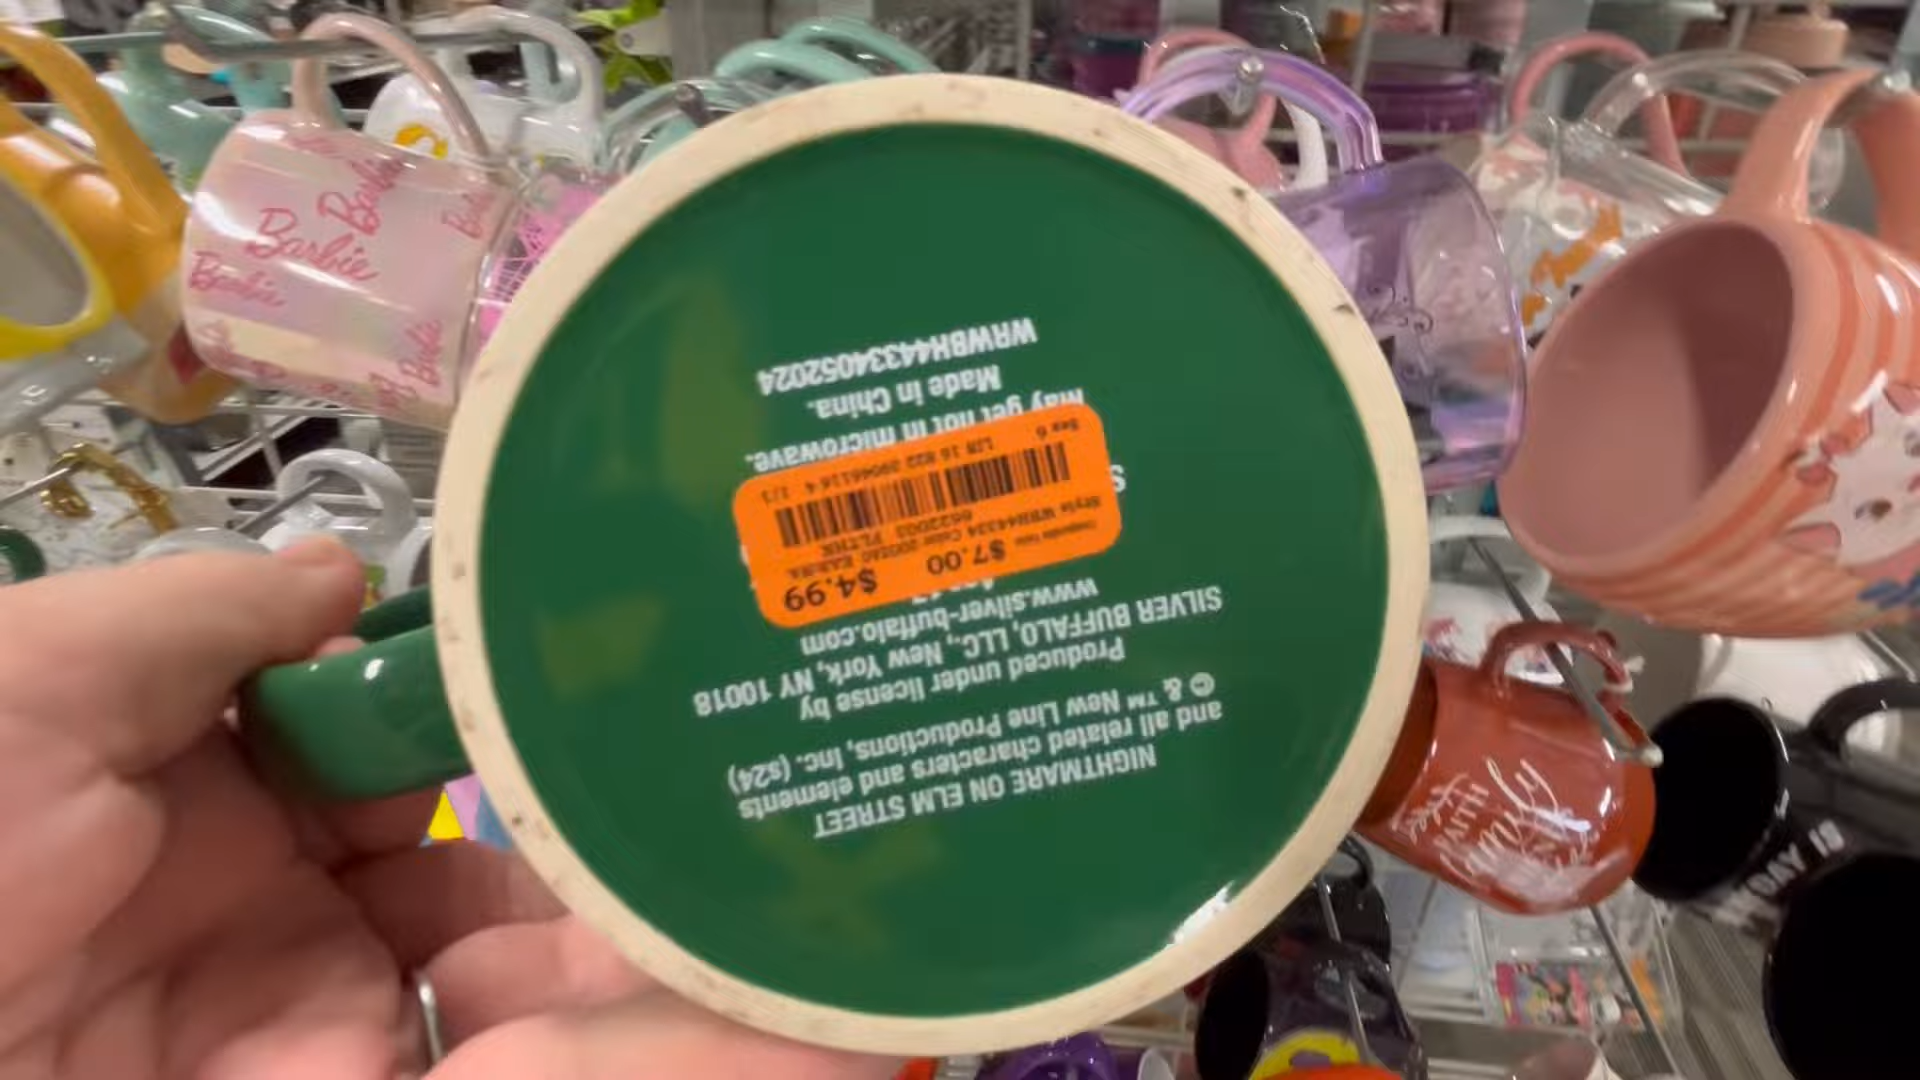 NIGHTMARE ON ELM STREET
and all related characters and elements
© & ™ New Line Productions, Inc. (s24)
Produced under license by
SILVER BUFFALO, LLC., New York, NY 10018
www.silver-buffalo.com
$7.00
$4.99
May get hot in microwave.
Made in China.
WRWBH44334052024
Barbie
Barbie
Barbie
WITH
family